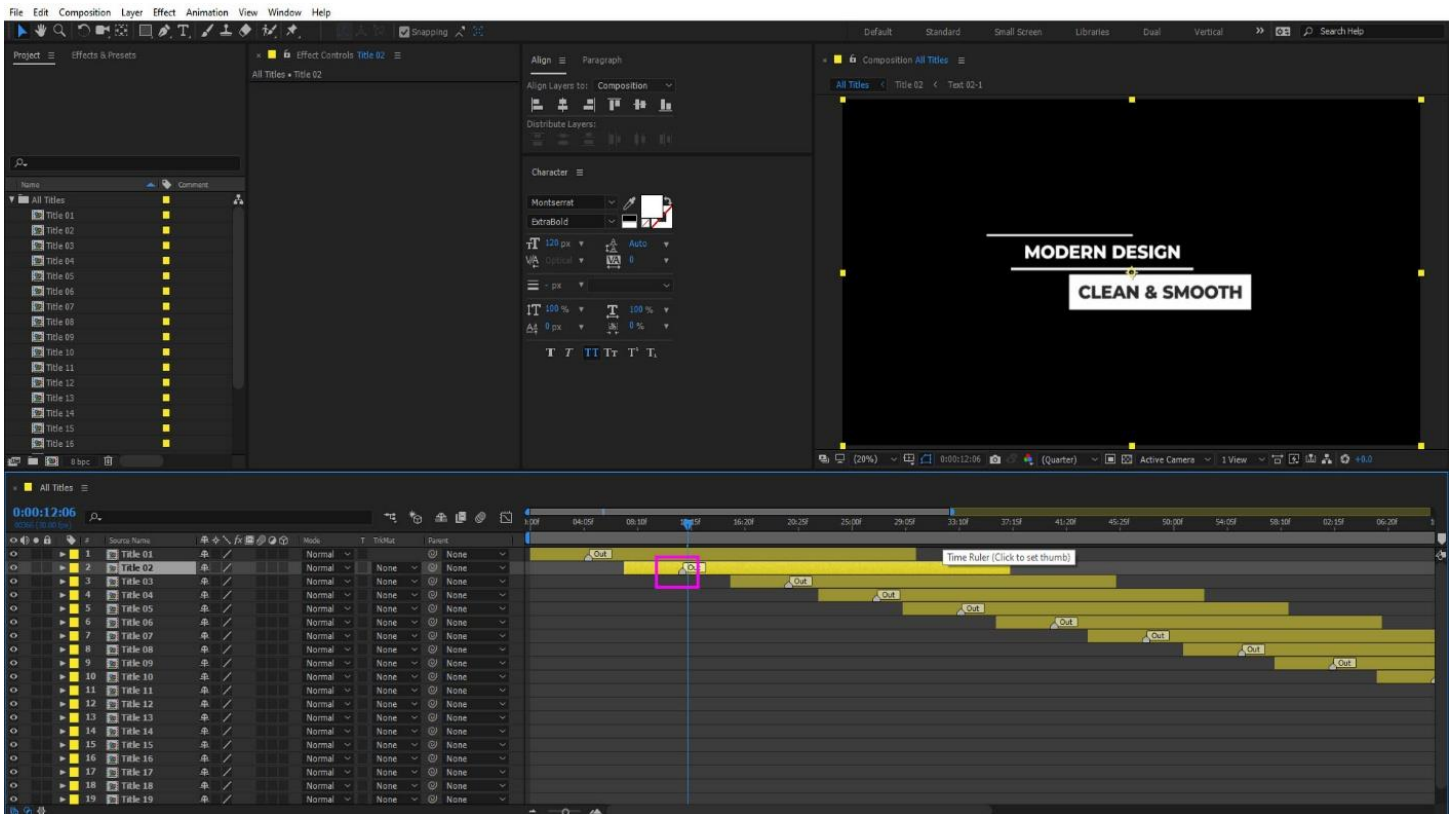 File Edit Composition Layer Effect Animation View Window Help
Snapping Default Standard Small Screen Libraries Dual Vertical >> Search Help
Project Effects & Presets
Effect Controls Title 02
All Titles • Title 02
Name Comment
All Titles
Title 01
Title 02
Title 03
Title 04
Title 05
Title 06
Title 07
Title 08
Title 09
Title 10
Title 11
Title 12
Title 13
Title 14
Title 15
Title 16
8 bpc
Align Paragraph
Align Layers to: Composition
Distribute Layers:
Character
Montserrat
ExtraBold
120 px Auto
Optical 0
- px
100 % 100 %
0 px 0 %
T T TT Tт T' T,
Composition All Titles
All Titles < Title 02 < Text 02-1
MODERN DESIGN
CLEAN & SMOOTH
(20%) 0:00:12:06 (Quarter) Active Camera 1 View +0.0
All Titles
0:00:12:06
04:05f 08:10f 16:20f 20:25f 25:00f 29:05f 33:10f 37:15f 41:20f 45:25f 50:00f 54:05f 58:10f 02:15f 06:20f
# Source Name Mode T TrkMat Parent
1 Title 01 Normal None Out
Time Ruler (Click to set thumb)
2 Title 02 Normal None None Out
3 Title 03 Normal None None Out
4 Title 04 Normal None None Out
5 Title 05 Normal None None Out
6 Title 06 Normal None None Out
7 Title 07 Normal None None Out
8 Title 08 Normal None None Out
9 Title 09 Normal None None Out
10 Title 10 Normal None None
11 Title 11 Normal None None
12 Title 12 Normal None None
13 Title 13 Normal None None
14 Title 14 Normal None None
15 Title 15 Normal None None
16 Title 16 Normal None None
17 Title 17 Normal None None
18 Title 18 Normal None None
19 Title 19 Normal None None